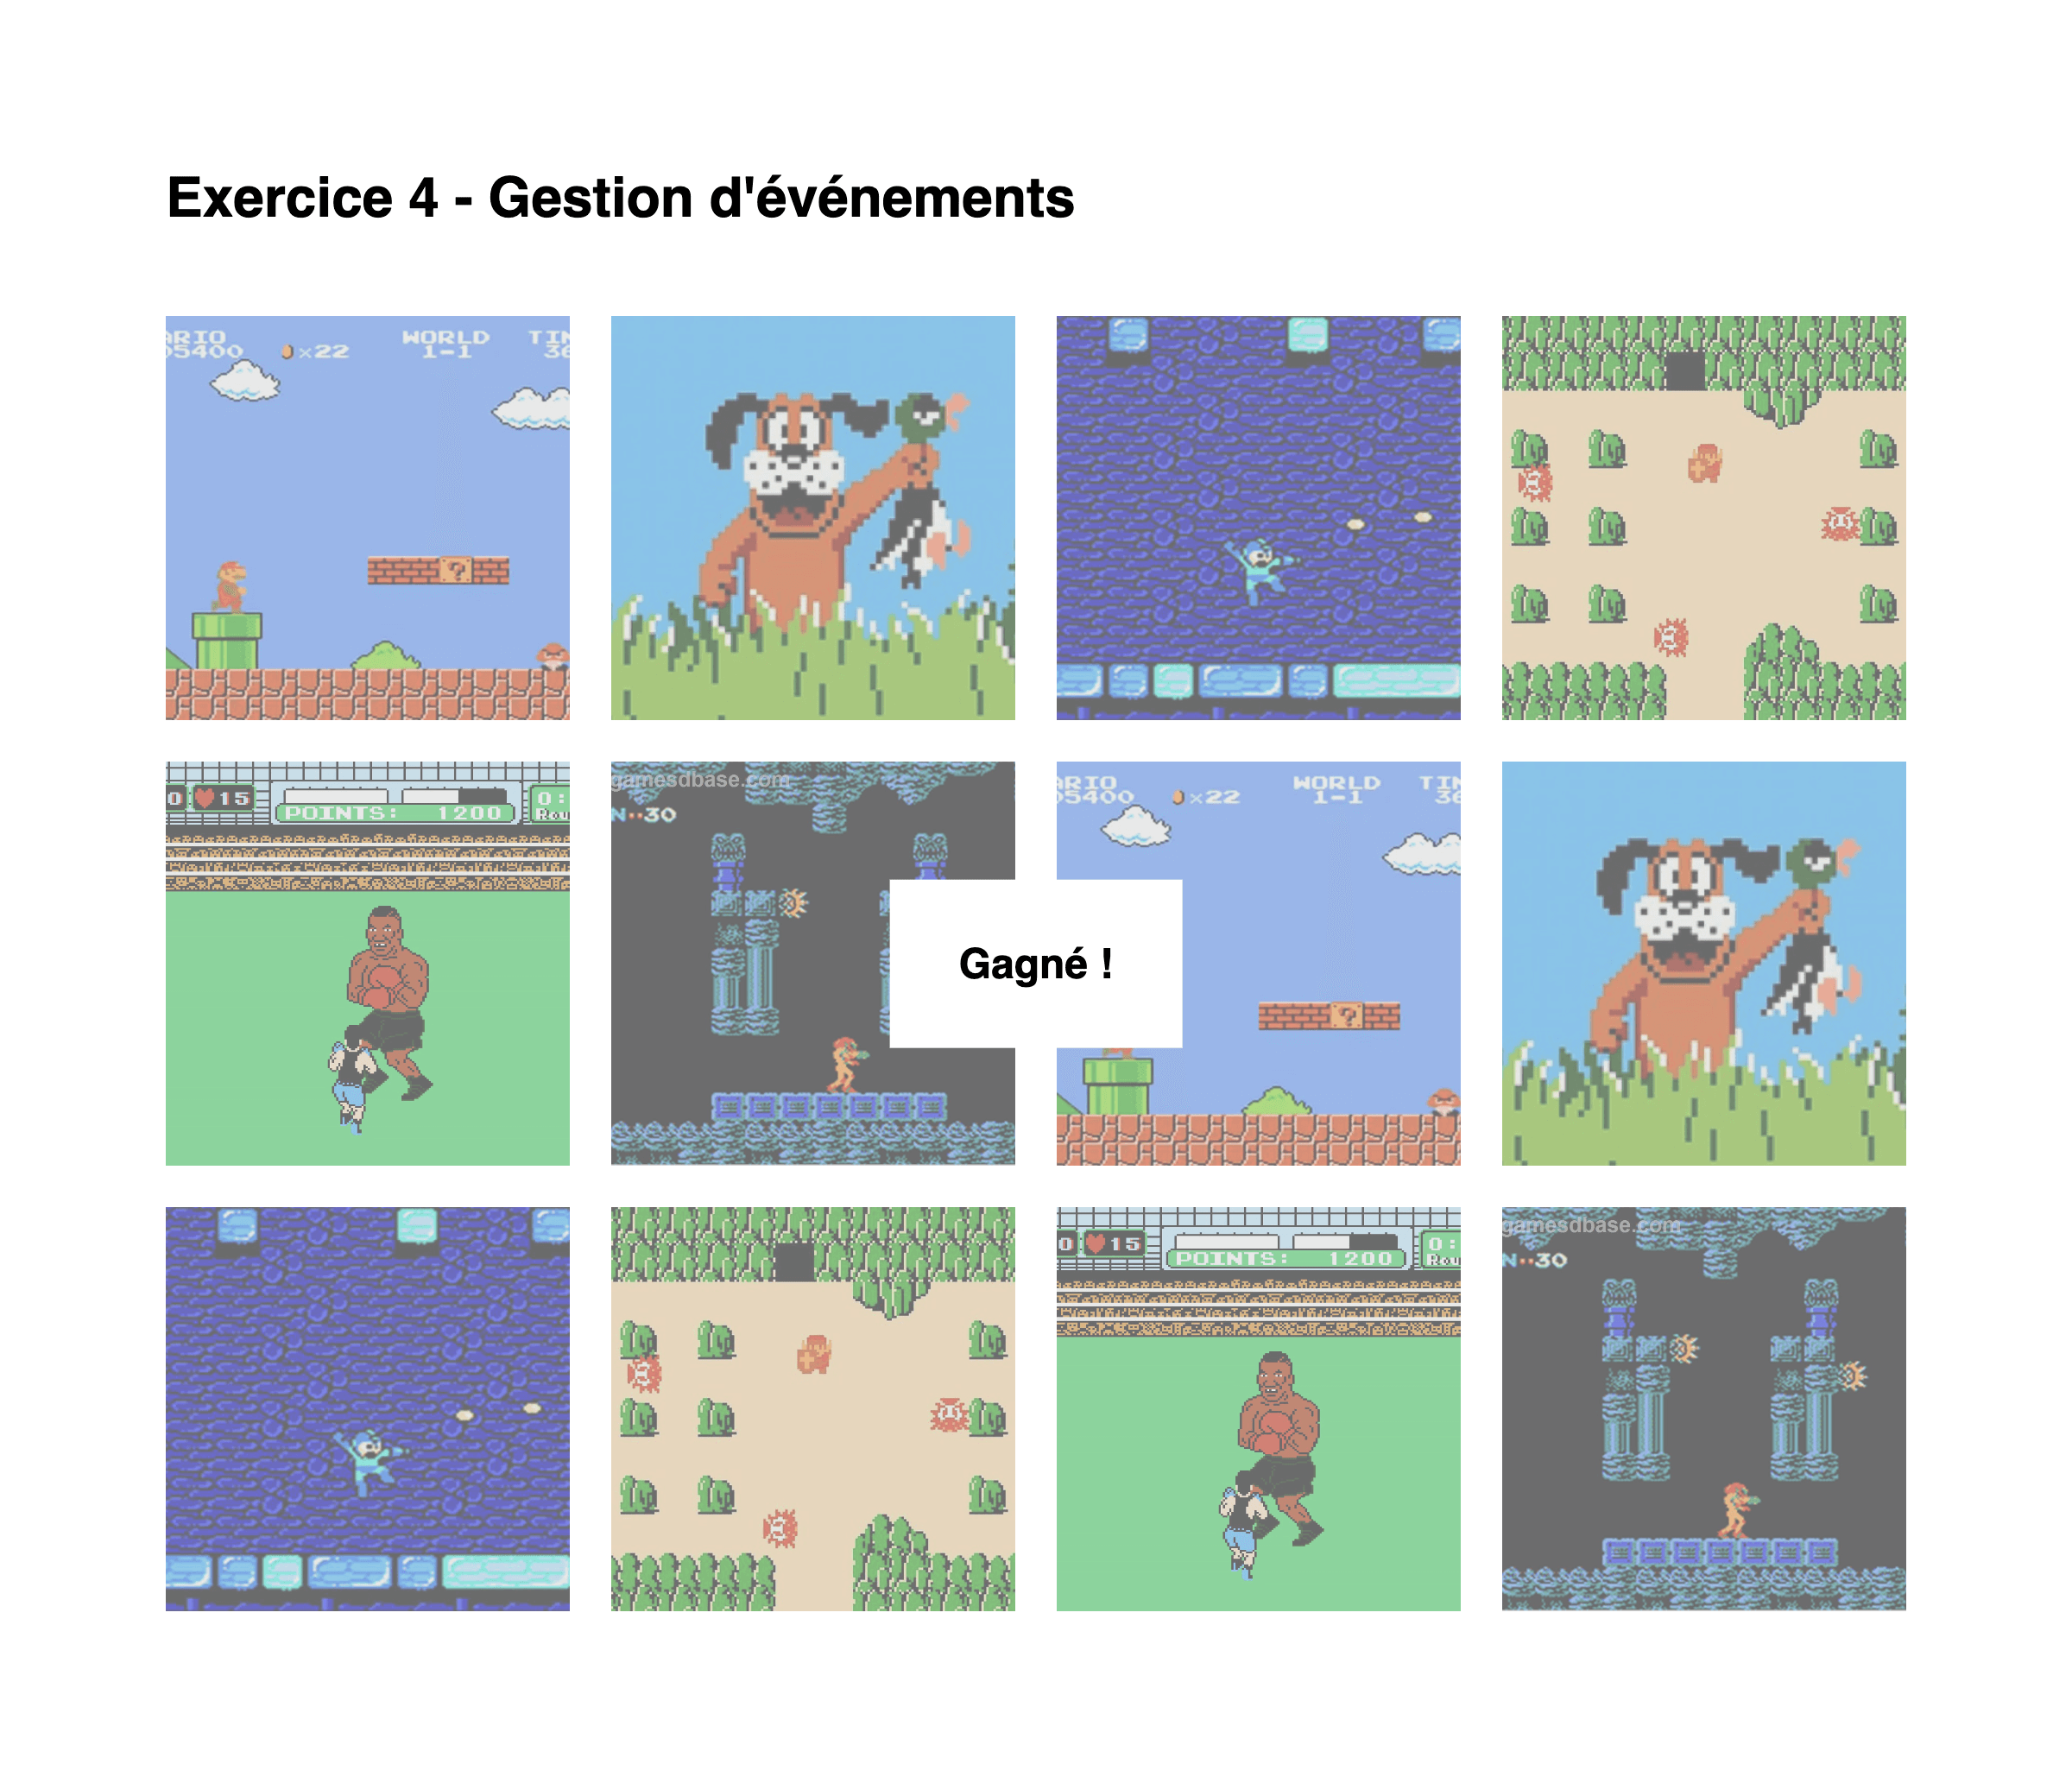 Exercice 4 - Gestion d'événements
ARIO WORLD TIM
05400 ×22 1-1 36
0 15 0:
POINTS: 1200 Rou
gamesdbase.com
N··30
ARIO WORLD TIM
05400 ×22 1-1 36
?
?
Gagné !
0 15 0:
POINTS: 1200 Rou
gamesdbase.com
N··30